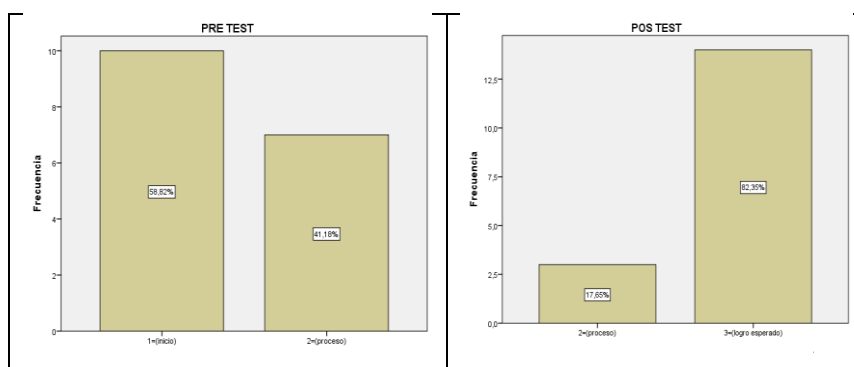 PRE TEST
Frecuencia
10
8
6
4
2
0
58,82%
41,18%
1=(inicio)
2=(proceso)
POS TEST
Frecuencia
12,5
10,0
7,5
5,0
2,5
0,0
17,65%
82,35%
2=(proceso)
3=(logro esperado)